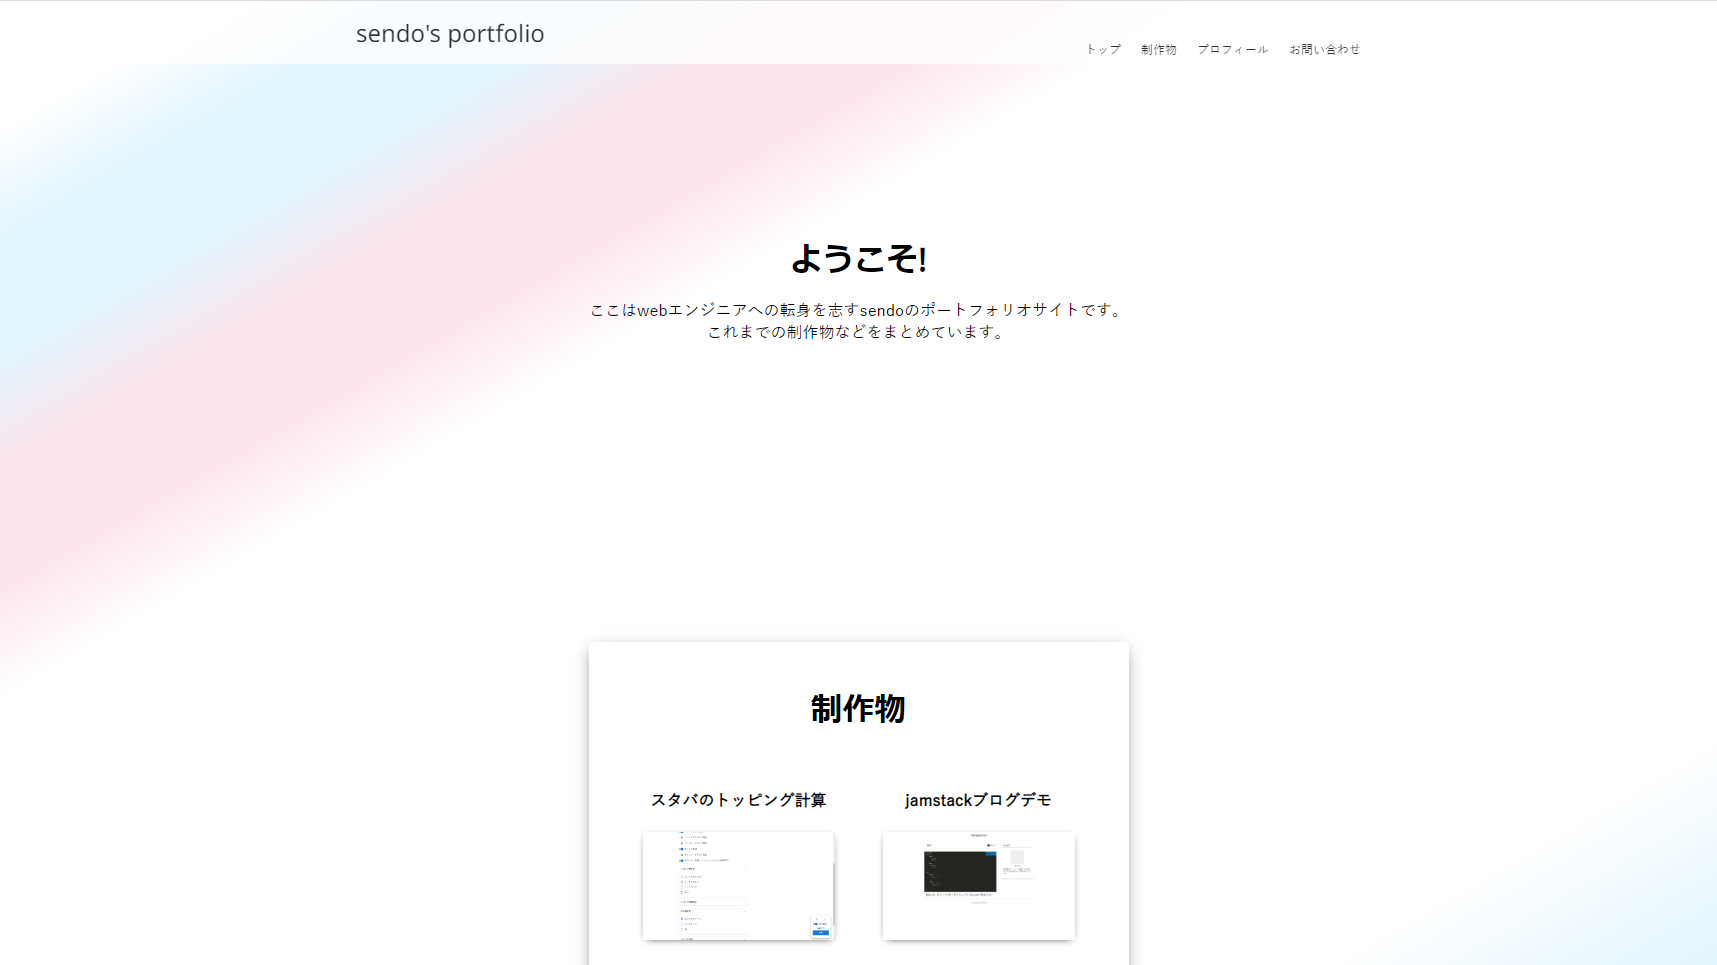 sendo's portfolio
トップ 制作物 プロフィール お問い合わせ
ようこそ!
ここはwebエンジニアへの転身を志すsendoのポートフォリオサイトです。
これまでの制作物などをまとめています。
制作物
スタバのトッピング計算
jamstackブログデモ